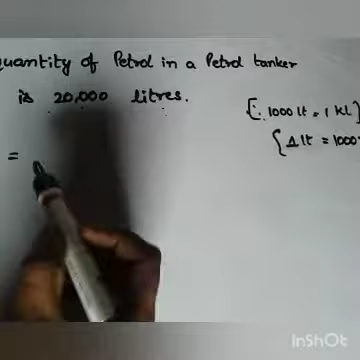 quantity of Petrol in a Petrol tanker
is 20,000 litres.
[∵ 1000 lt = 1 Kl]
{ 1 lt = 1000
=
InShOt